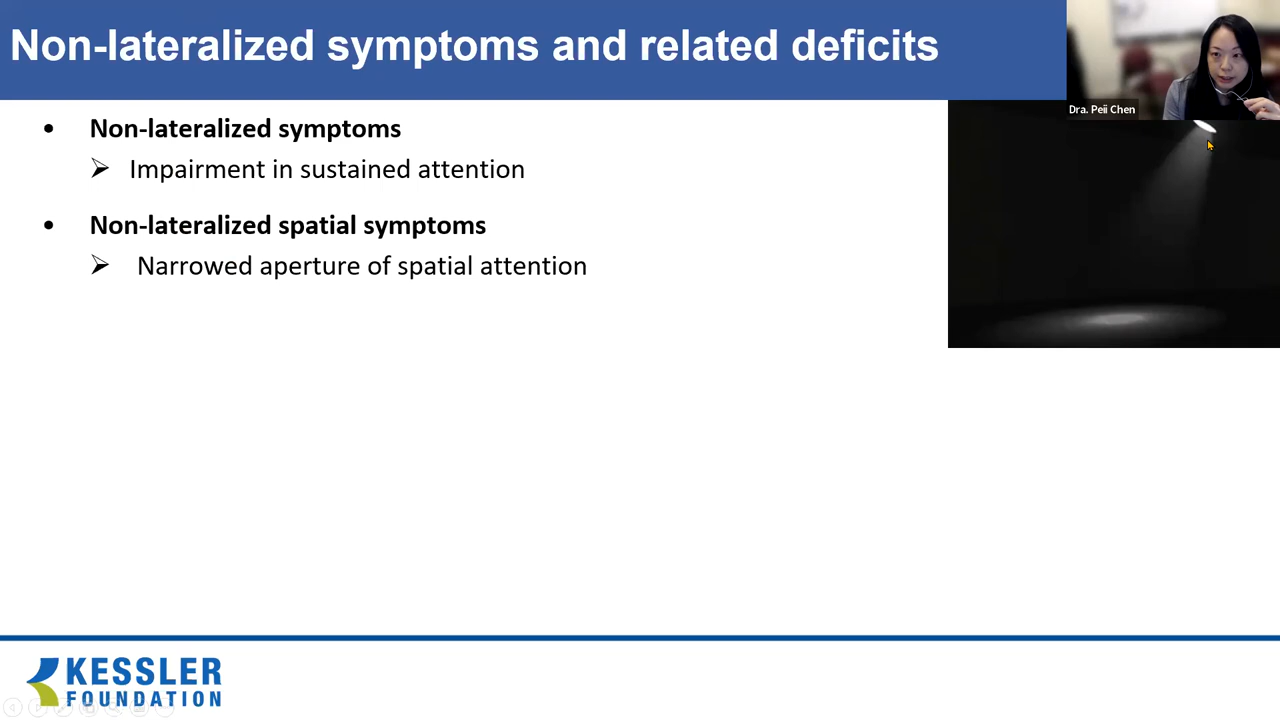 Non-lateralized symptoms and related deficits
Dra. Peii Chen
• Non-lateralized symptoms
➢ Impairment in sustained attention
• Non-lateralized spatial symptoms
➢ Narrowed aperture of spatial attention
KESSLER
FOUNDATION